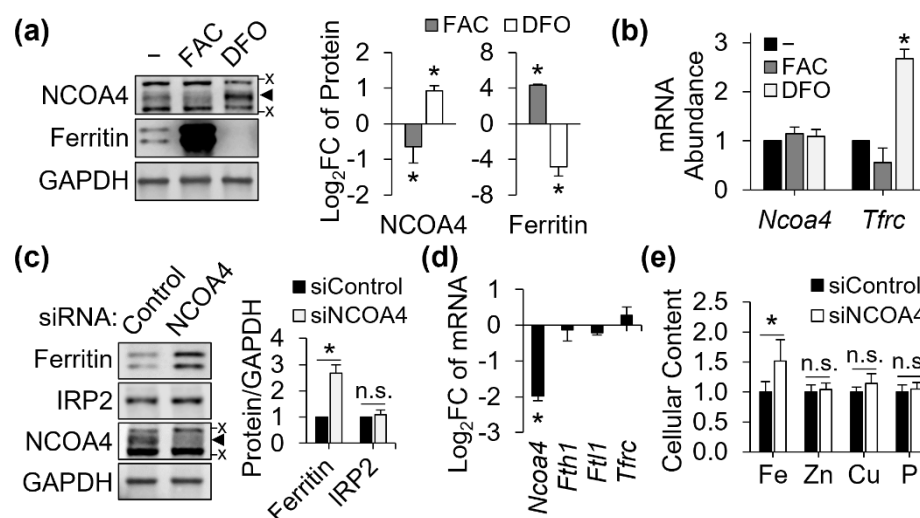 (a)
– FAC DFO
NCOA4
x
x
Ferritin
GAPDH
FAC DFO
Log2FC of Protein
2
1
0
-1
-2
*
*
NCOA4
8
4
0
-4
-8
*
*
Ferritin
(b)
–
FAC
DFO
mRNA
Abundance
3
2
1
0
*
Ncoa4 Tfrc
(c)
siRNA: Control NCOA4
Ferritin
IRP2
NCOA4
x
x
GAPDH
siControl
siNCOA4
Protein/GAPDH
4
3
2
1
0
*
n.s.
Ferritin IRP2
(d)
Log2FC of mRNA
1
0
-1
-2
-3
*
Ncoa4 Fth1 Ftl1 Tfrc
(e)
siControl
siNCOA4
Cellular Content
2.5
2.0
1.5
1.0
0.5
0.0
* n.s. n.s. n.s.
Fe Zn Cu P